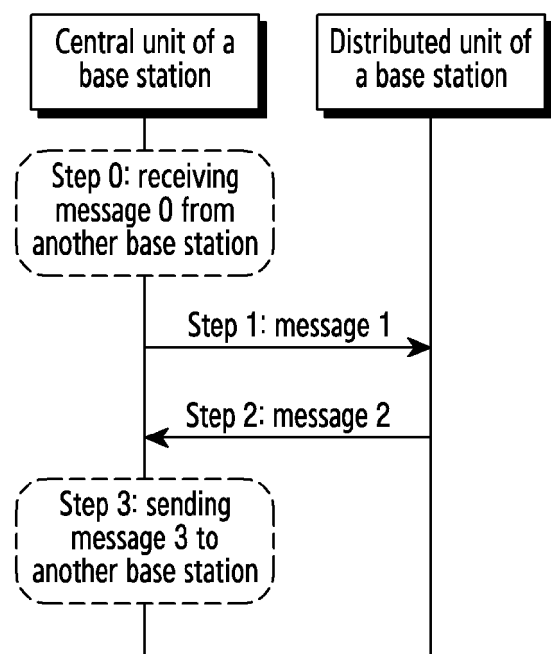 Central unit of a
base station
Distributed unit of
a base station
Step 0: receiving
message 0 from
another base station
Step 1: message 1
Step 2: message 2
Step 3: sending
message 3 to
another base station